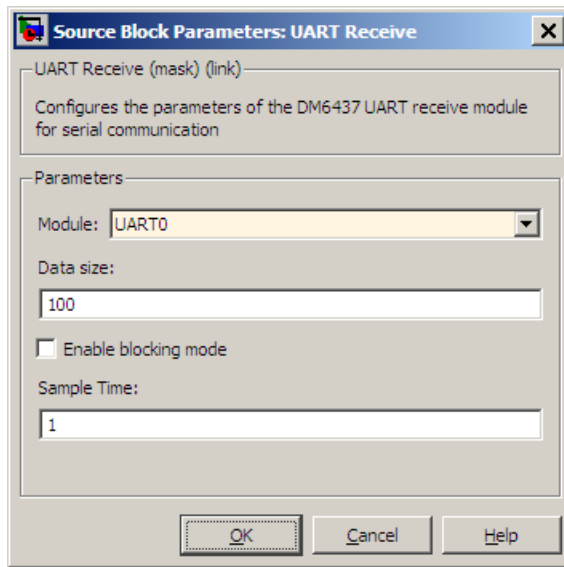 Source Block Parameters: UART Receive
UART Receive (mask) (link)
Configures the parameters of the DM6437 UART receive module
for serial communication
Parameters
Module: UART0
Data size:
100
Enable blocking mode
Sample Time:
1
OK Cancel Help